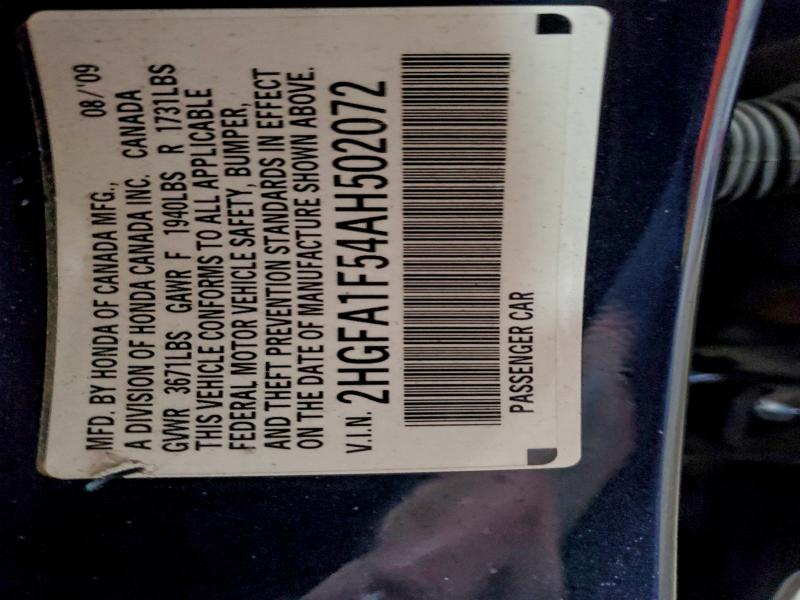 MFD. BY HONDA OF CANADA MFG., 08/'09
A DIVISION OF HONDA CANADA INC. CANADA
GVWR 3671LBS GAWR F 1940LBS R 1731LBS
THIS VEHICLE CONFORMS TO ALL APPLICABLE
FEDERAL MOTOR VEHICLE SAFETY, BUMPER,
AND THEFT PREVENTION STANDARDS IN EFFECT
ON THE DATE OF MANUFACTURE SHOWN ABOVE.
V.I.N. 2HGFA1F54AH502072
PASSENGER CAR